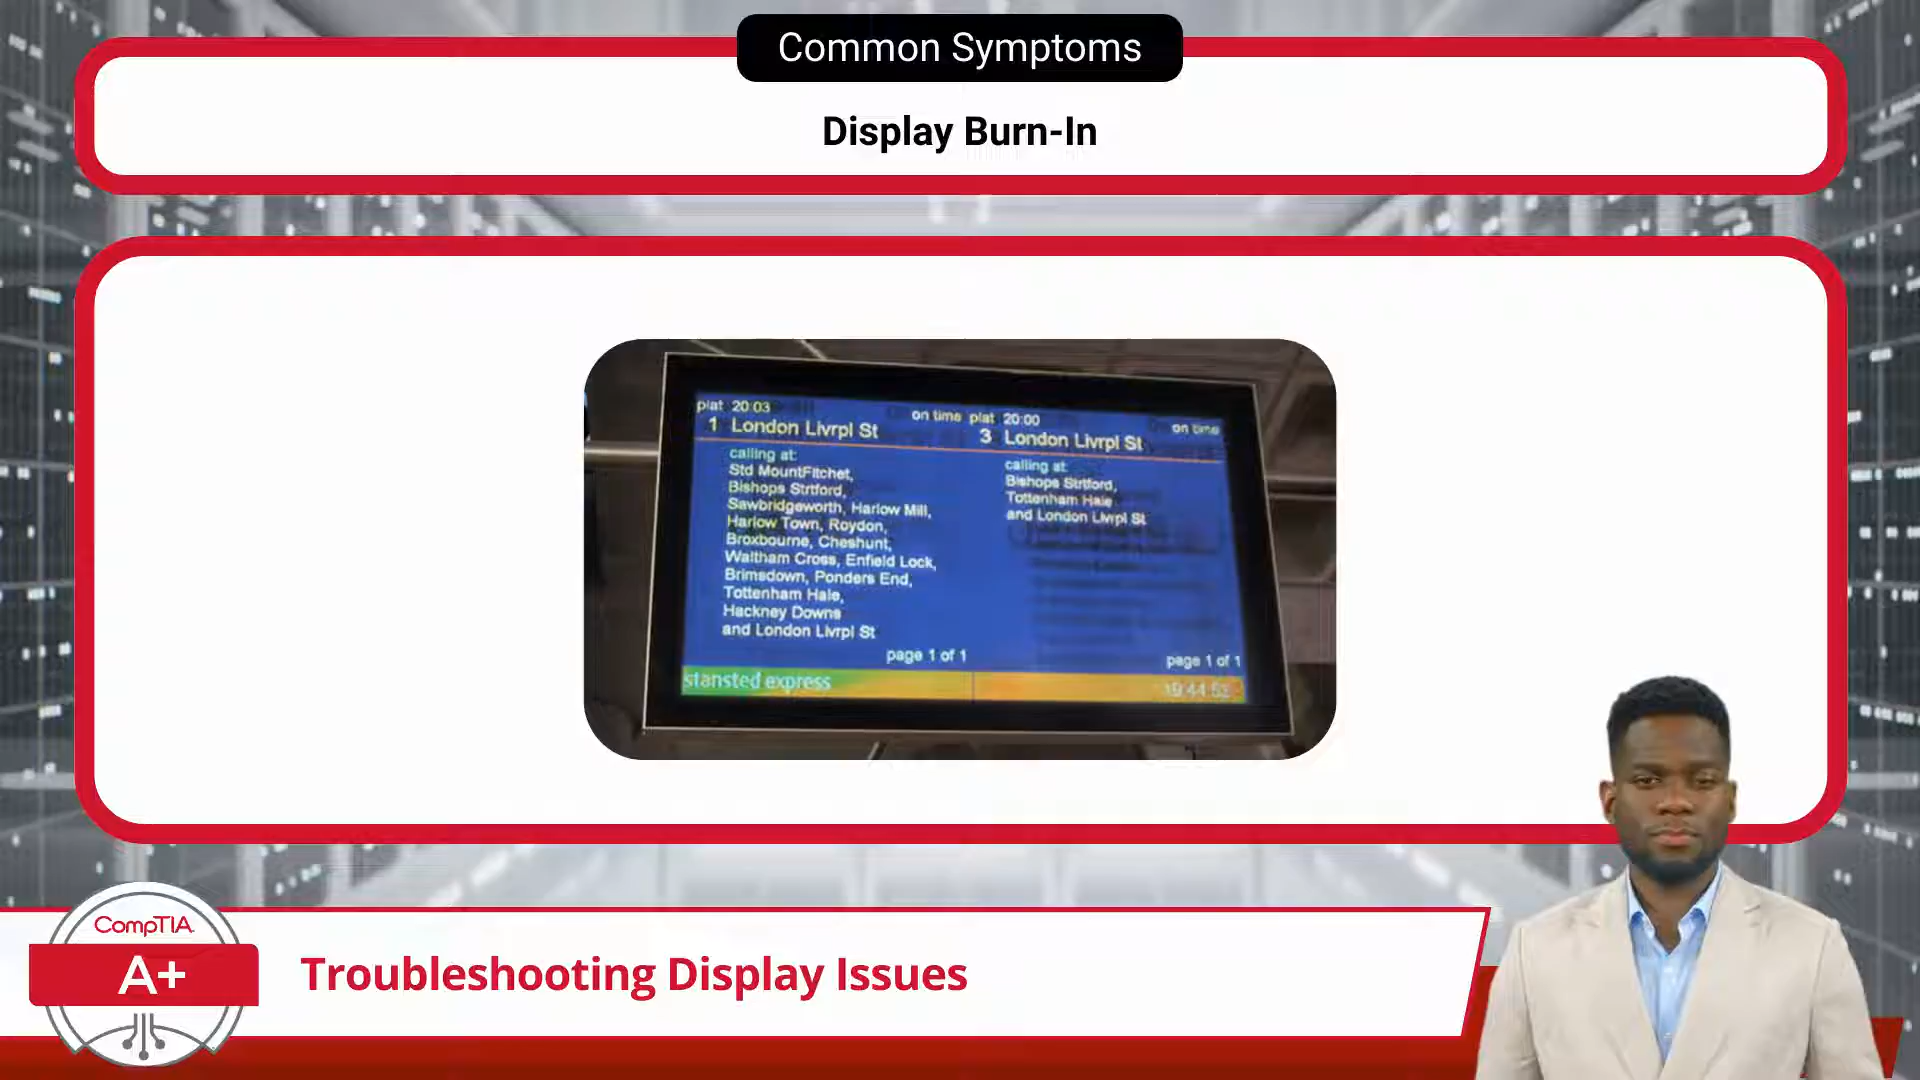 Common Symptoms
Display Burn-In
plat 20:03 on time
1 London Livrpl St
calling at:
Std MountFitchet,
Bishops Strtford,
Sawbridgeworth, Harlow Mill,
Harlow Town, Roydon,
Broxbourne, Cheshunt,
Waltham Cross, Enfield Lock,
Brimsdown, Ponders End,
Tottenham Hale,
Hackney Downs
and London Livrpl St
page 1 of 1
plat 20:00 on time
3 London Livrpl St
calling at:
Bishops Strtford,
Tottenham Hale
and London Livrpl St
page 1 of 1
stansted express
19:44:53
CompTIA
A+
Troubleshooting Display Issues